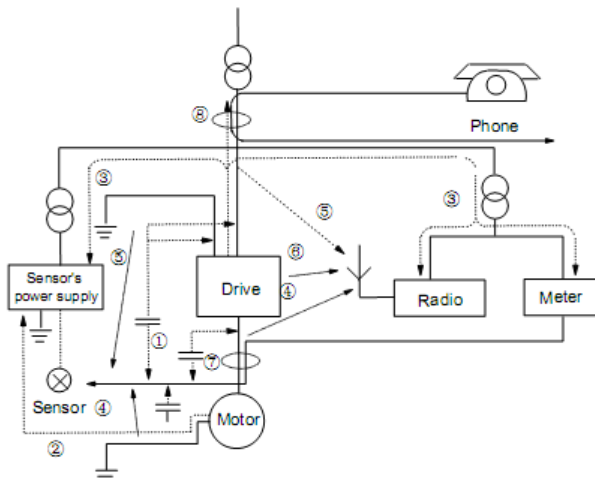 ⑧
Phone
③
③
⑤
⑤
⑥
Sensor's
power supply
Drive
④
Radio
Meter
①
⑦
Sensor
④
Motor
②